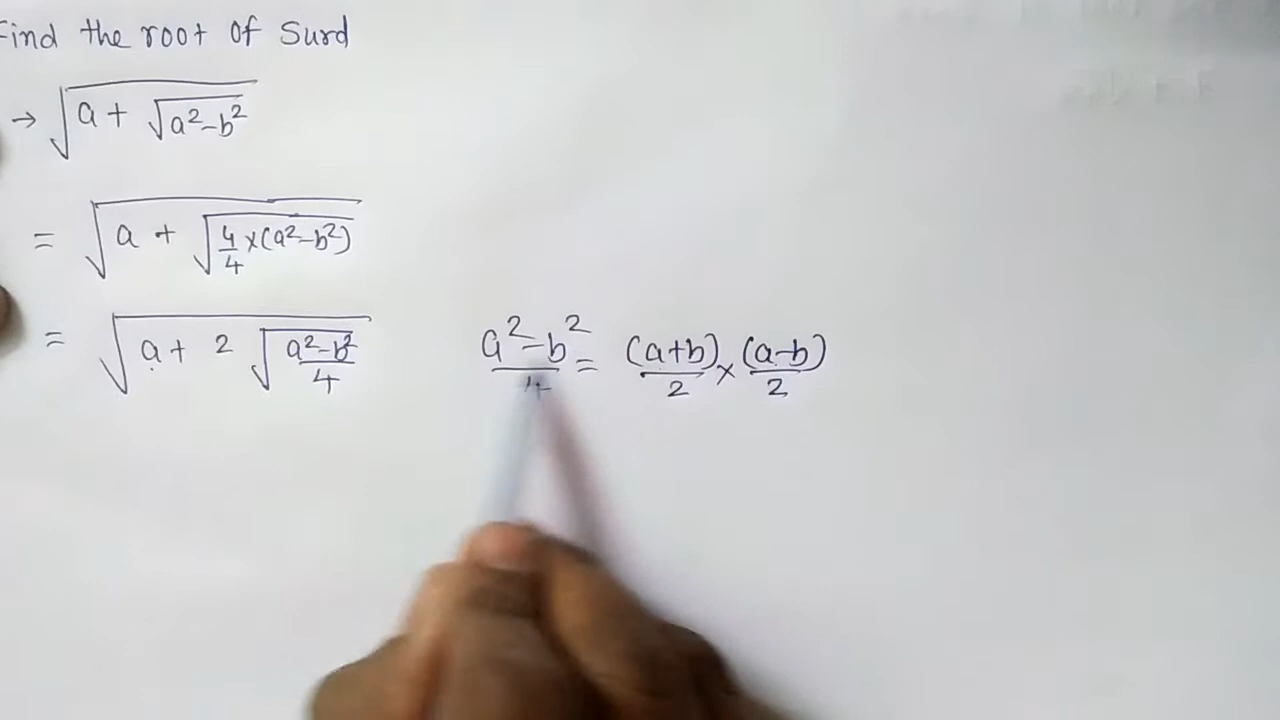 Find the root of Surd
→ √(a + √(a²-b²))
= √(a + √(4/4 x(a²-b²)))
= √(a + 2 √((a²-b²)/4))
(a²-b²)/4 = (a+b)/2 x (a-b)/2